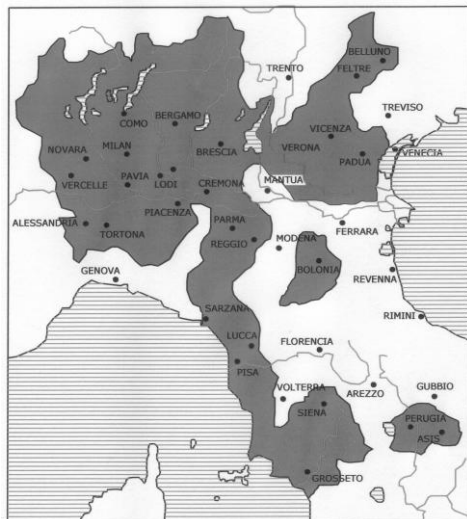 BELLUNO
FELTRE
TRENTO
TREVISO
COMO
BERGAMO
VICENZA
VENECIA
NOVARA
MILAN
BRESCIA
VERONA
PADUA
VERCELLE
PAVIA
LODI
CREMONA
MANTUA
PIACENZA
ALESSANDRIA
TORTONA
PARMA
FERRARA
REGGIO
MODENA
GENOVA
BOLONIA
REVENNA
SARZANA
RIMINI
LUCCA
FLORENCIA
PISA
VOLTERRA
AREZZO
GUBBIO
SIENA
PERUGIA
ASIS
GROSSETO